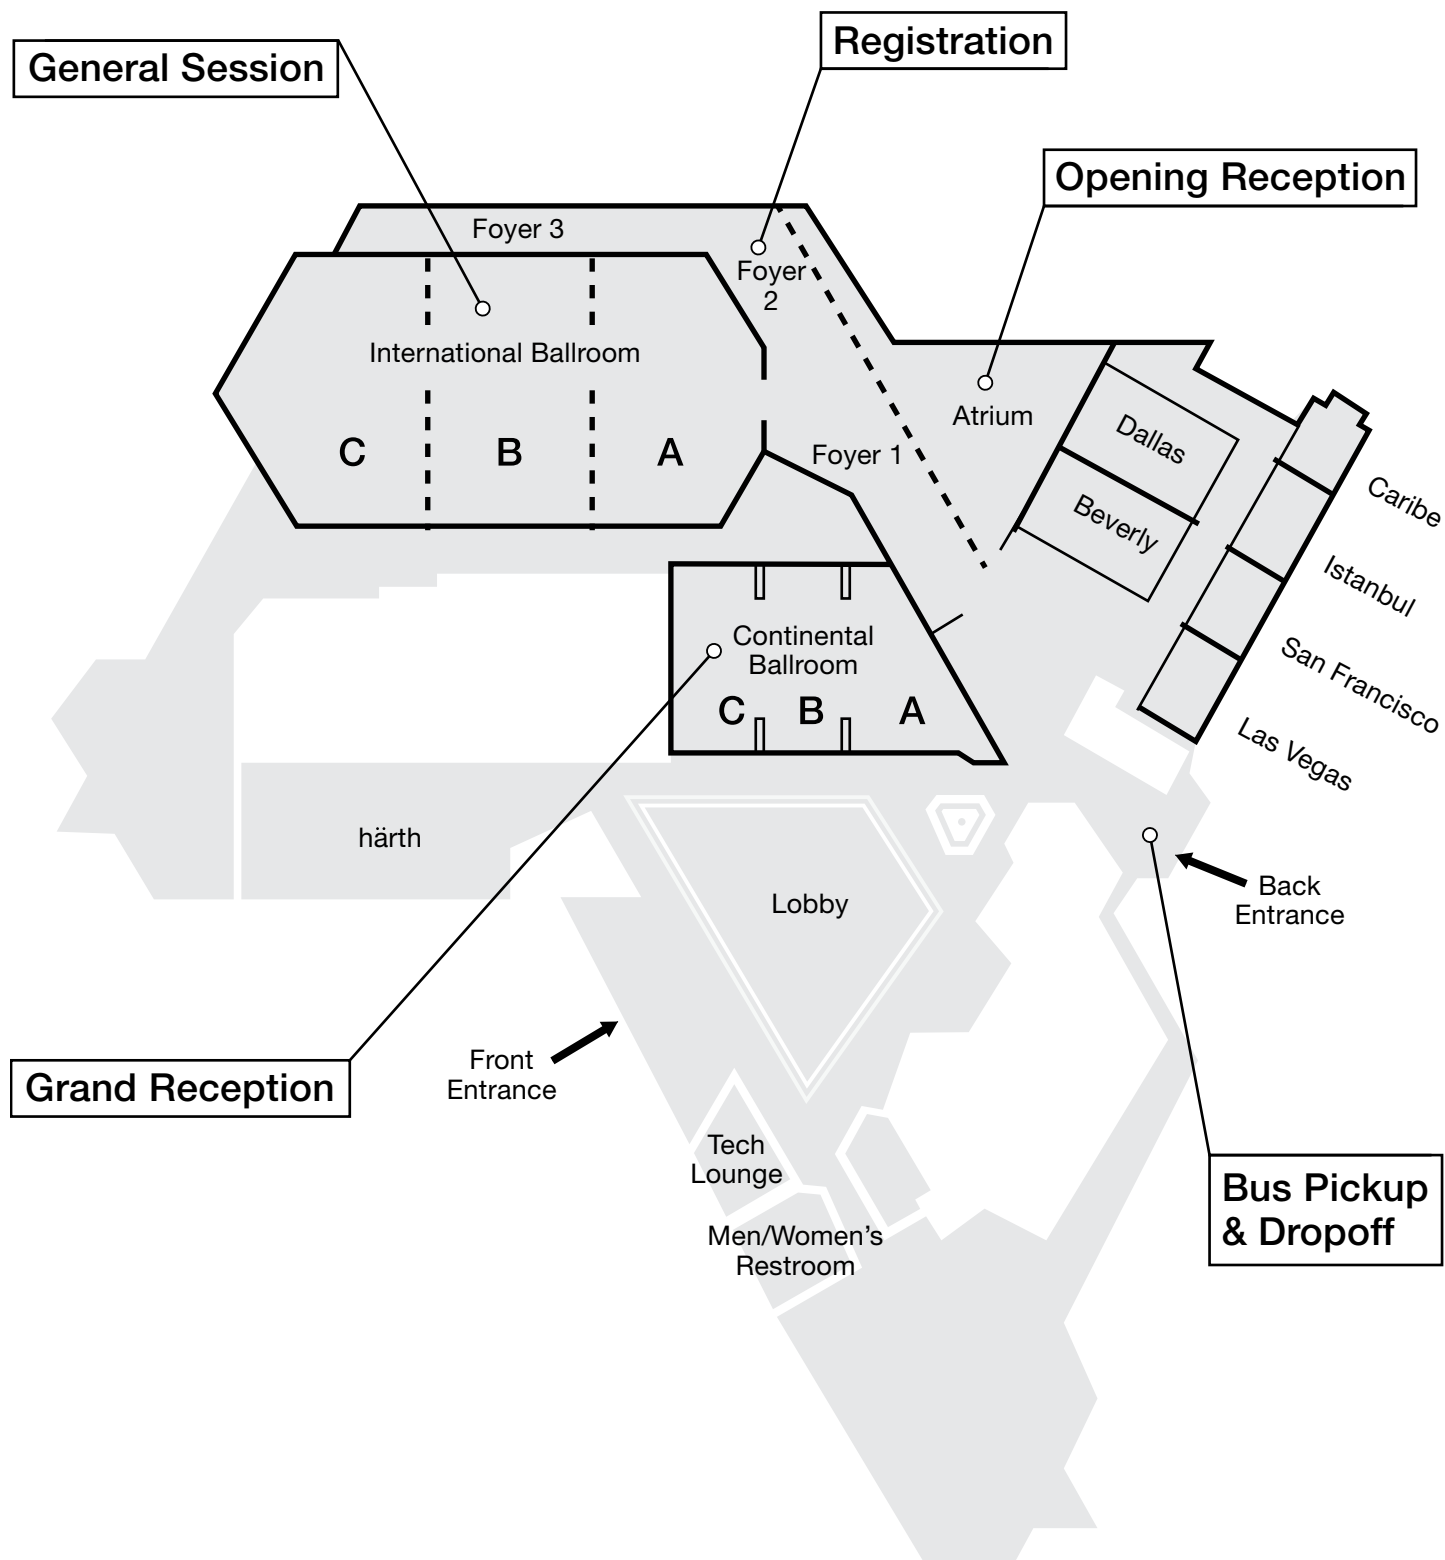 Registration
General Session
Opening Reception
Foyer 3
Foyer
2
International Ballroom
Atrium
Dallas
C
B
A
Foyer 1
Beverly
Caribe
Istanbul
Continental
Ballroom
San Francisco
C
B
A
Las Vegas
härth
Lobby
Back
Entrance
Front
Entrance
Grand Reception
Tech
Lounge
Bus Pickup
& Dropoff
Men/Women's
Restroom